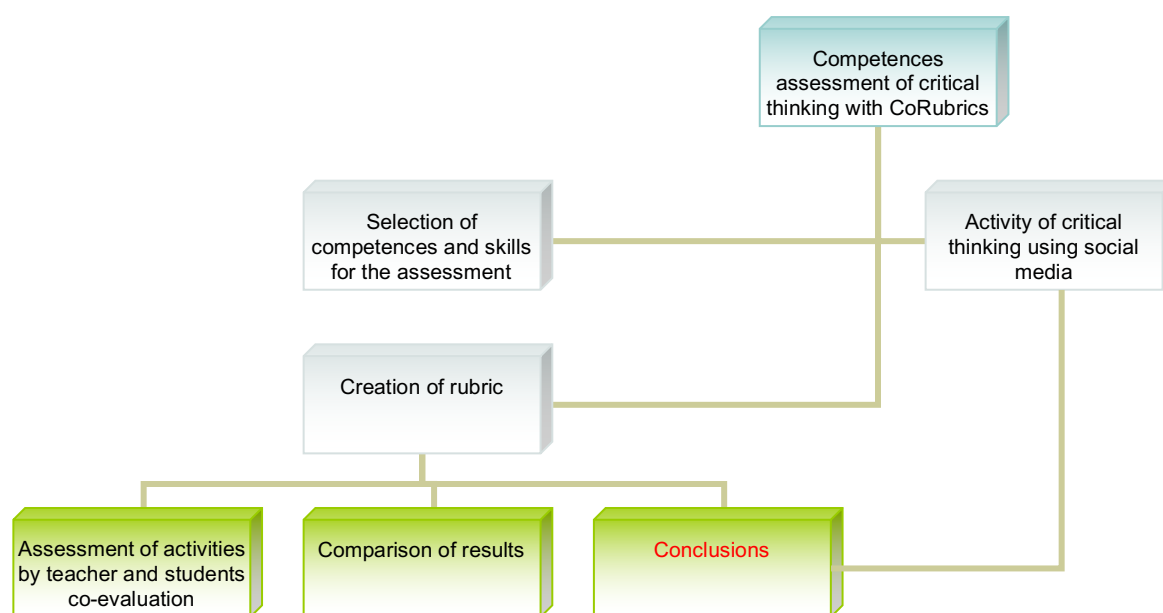 Competences
assessment of critical
thinking with CoRubrics
Selection of
competences and skills
for the assessment
Activity of critical
thinking using social
media
Creation of rubric
Assessment of activities
by teacher and students
co-evaluation
Comparison of results
Conclusions